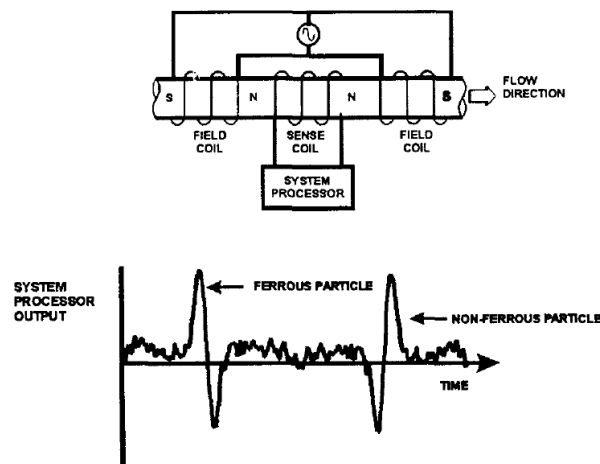 S
N
N
S
FLOW
DIRECTION
FIELD
COIL
SENSE
COIL
FIELD
COIL
SYSTEM
PROCESSOR
SYSTEM
PROCESSOR
OUTPUT
FERROUS PARTICLE
NON-FERROUS PARTICLE
TIME